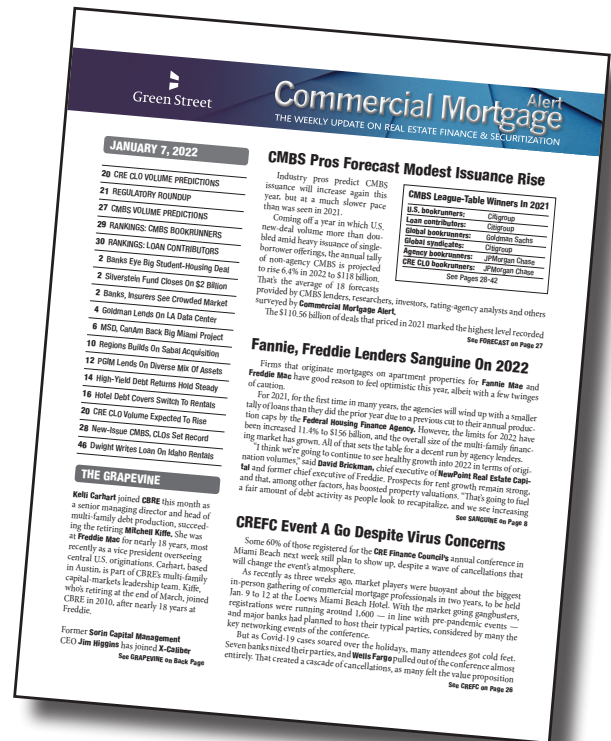 Green Street
Commercial Mortgage
Alert
THE WEEKLY UPDATE ON REAL ESTATE FINANCE & SECURITIZATION
JANUARY 7, 2022
20 CRE CLO VOLUME PREDICTIONS
21 REGULATORY ROUNDUP
27 CMBS VOLUME PREDICTIONS
29 RANKINGS: CMBS BOOKRUNNERS
30 RANKINGS: LOAN CONTRIBUTORS
2 Banks Eye Big Student-Housing Deal
2 Silverstein Fund Closes On $2 Billion
2 Banks, Insurers See Crowded Market
4 Goldman Lends On LA Data Center
6 MSD, CanAm Back Big Miami Project
10 Regions Builds On Sabal Acquisition
12 PGIM Lends On Diverse Mix Of Assets
14 High-Yield Debt Returns Hold Steady
16 Hotel Debt Covers Switch To Rentals
20 CRE CLO Volume Expected To Rise
28 New-Issue CMBS, CLOs Set Record
46 Dwight Writes Loan On Idaho Rentals
THE GRAPEVINE
Kelli Carhart joined CBRE this month as
a senior managing director and head of
multi-family debt production, succeed-
ing the retiring Mitchell Kiffe. She was
at Freddie Mac for nearly 18 years, most
recently as a vice president overseeing
central U.S. originations. Carhart, based
in Austin, is part of CBRE's multi-family
capital-markets leadership team. Kiffe,
who's retiring at the end of March, joined
CBRE in 2010, after nearly 18 years at
Freddie.
Former Sorin Capital Management
CEO Jim Higgins has joined X-Caliber
See GRAPEVINE on Back Page
CMBS Pros Forecast Modest Issuance Rise
Industry pros predict CMBS
issuance will increase again this
year, but at a much slower pace
than was seen in 2021.
Coming off a year in which U.S.
new-deal volume more than dou-
bled amid heavy issuance of single-
borrower offerings, the annual tally
of non-agency CMBS is projected
to rise 6.4% in 2022 to $118 billion.
That's the average of 18 forecasts
provided by CMBS lenders, researchers, investors, rating-agency analysts and others
surveyed by Commercial Mortgage Alert.
The $110.56 billion of deals that priced in 2021 marked the highest level recorded
See FORECAST on Page 27
CMBS League-Table Winners In 2021
U.S. bookrunners: Citigroup
Loan contributors: Citigroup
Global bookrunners: Goldman Sachs
Global syndicates: Citigroup
Agency bookrunners: JPMorgan Chase
CRE CLO bookrunners: JPMorgan Chase
See Pages 28-42
Fannie, Freddie Lenders Sanguine On 2022
Firms that originate mortgages on apartment properties for Fannie Mae and
Freddie Mac have good reason to feel optimistic this year, albeit with a few twinges
of caution.
For 2021, for the first time in many years, the agencies will wind up with a smaller
tally of loans than they did the prior year due to a previous cut to their annual produc-
tion caps by the Federal Housing Finance Agency. However, the limits for 2022 have
been increased 11.4% to $156 billion, and the overall size of the multi-family financ-
ing market has grown. All of that sets the table for a decent run by agency lenders.
"I think we're going to continue to see healthy growth into 2022 in terms of origi-
nation volumes," said David Brickman, chief executive of NewPoint Real Estate Capi-
tal and former chief executive of Freddie. Prospects for rent growth remain strong,
and that, among other factors, has boosted property valuations. "That's going to fuel
a fair amount of debt activity as people look to recapitalize, and we see increasing
See SANGUINE on Page 8
CREFC Event A Go Despite Virus Concerns
Some 60% of those registered for the CRE Finance Council's annual conference in
Miami Beach next week still plan to show up, despite a wave of cancellations that
will change the event's atmosphere.
As recently as three weeks ago, market players were buoyant about the biggest
in-person gathering of commercial mortgage professionals in two years, to be held
Jan. 9 to 12 at the Loews Miami Beach Hotel. With the market going gangbusters,
registrations were running around 1,600 — in line with pre-pandemic events —
and major banks had planned to host their typical parties, considered by many the
key networking events of the conference.
But as Covid-19 cases soared over the holidays, many attendees got cold feet.
Seven banks nixed their parties, and Wells Fargo pulled out of the conference almost
entirely. That created a cascade of cancellations, as many felt the value proposition
See CREFC on Page 26